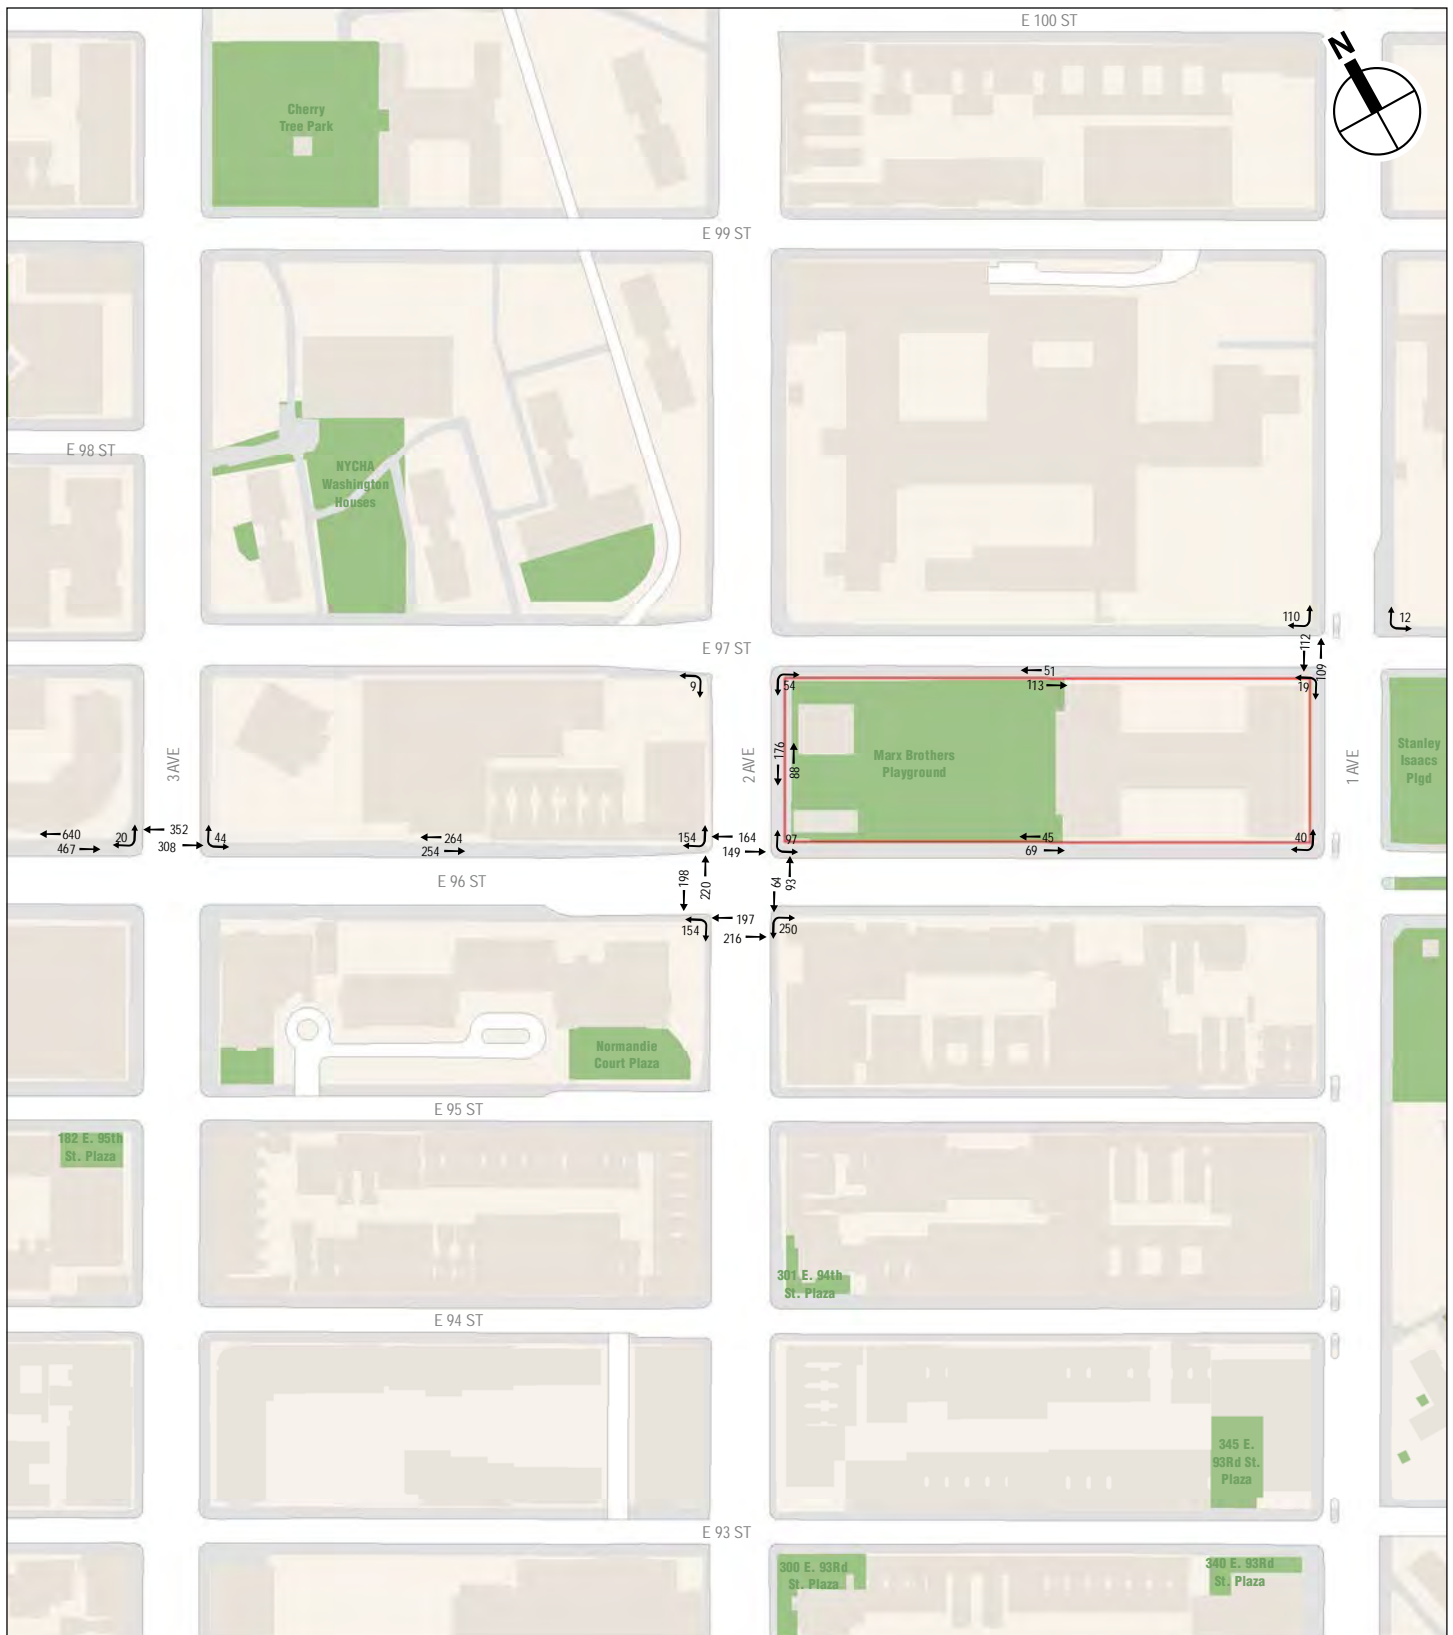 E 100 ST
N
Cherry
Tree Park
E 99 ST
E 98 ST
NYCHA
Washington
Houses
110
12
112
109
E 97 ST
9
54
51
113
19
3 AVE
2 AVE
176
88
Marx Brothers
Playground
1 AVE
Stanley
Isaacs
Plgd
640
467
20
352
308
44
264
254
154
164
149
97
45
69
40
E 96 ST
198
220
64
93
154
197
216
250
Normandie
Court Plaza
E 95 ST
182 E. 95th
St. Plaza
301 E. 94th
St. Plaza
E 94 ST
345 E.
93Rd St.
Plaza
E 93 ST
300 E. 93Rd
St. Plaza
340 E. 93Rd
St. Plaza